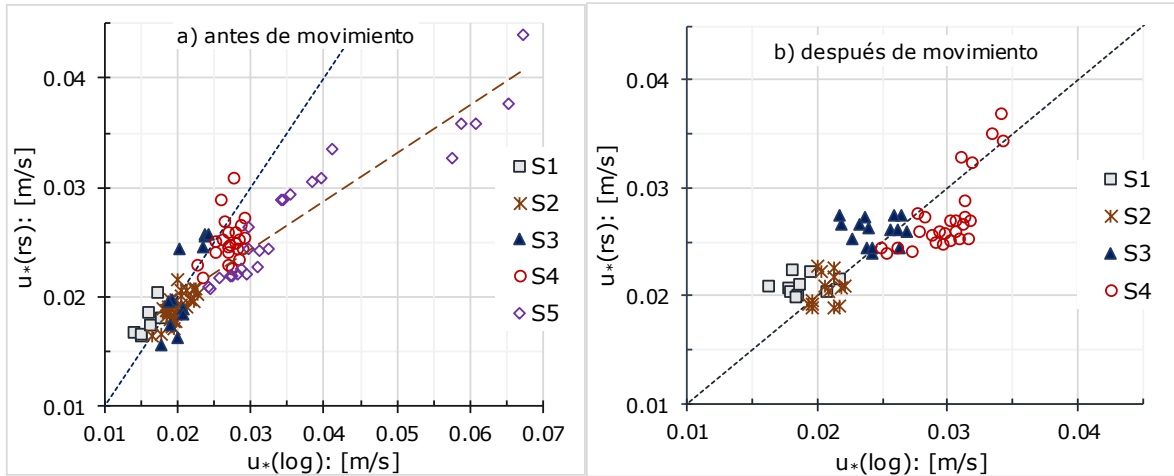 a) antes de movimiento
u*(rs): [m/s]
0.04
0.03
0.02
0.01
0.01 0.02 0.03 0.04 0.05 0.06 0.07
u*(log): [m/s]
S1
S2
S3
S4
S5
b) después de movimiento
u*(rs): [m/s]
0.04
0.03
0.02
0.01
0.01 0.02 0.03 0.04
u*(log): [m/s]
S1
S2
S3
S4